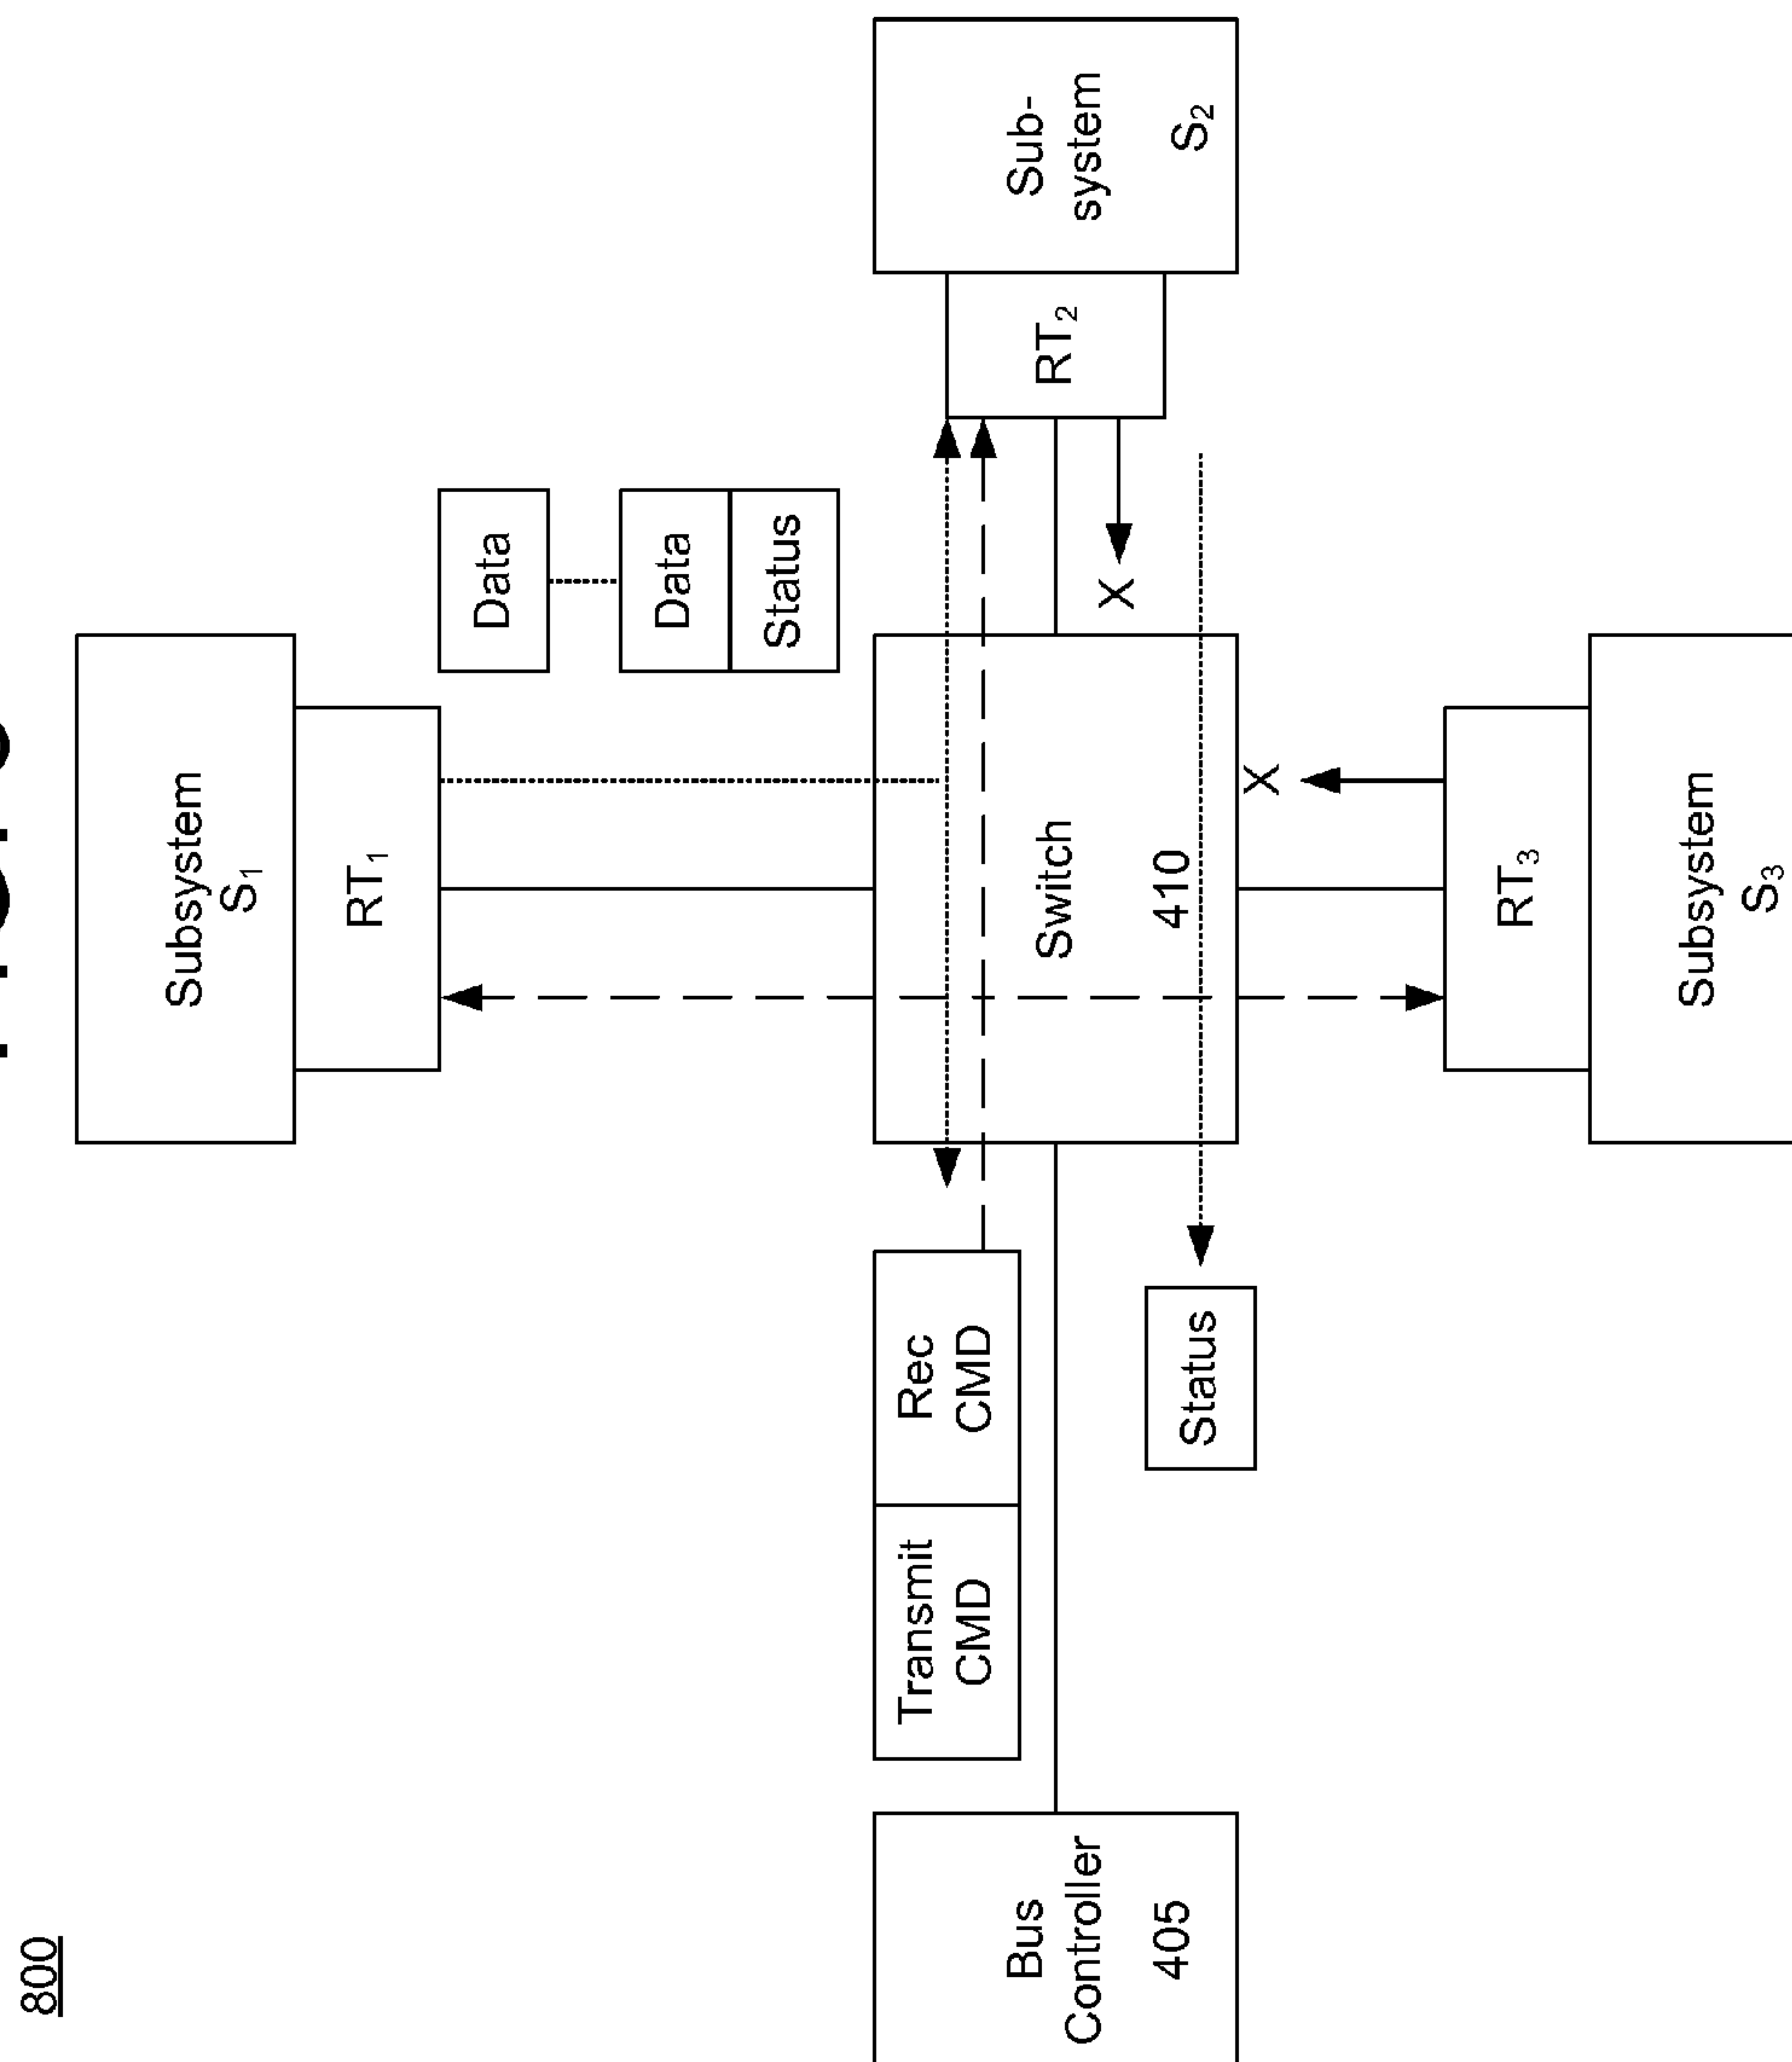 800
Subsystem
S₁
RT₁
Data
Data
Status
Transmit
CMD
Rec
CMD
Bus
Controller
405
Switch
410
RT₂
Sub-
system
S₂
X
Status
X
RT₃
Subsystem
S₃